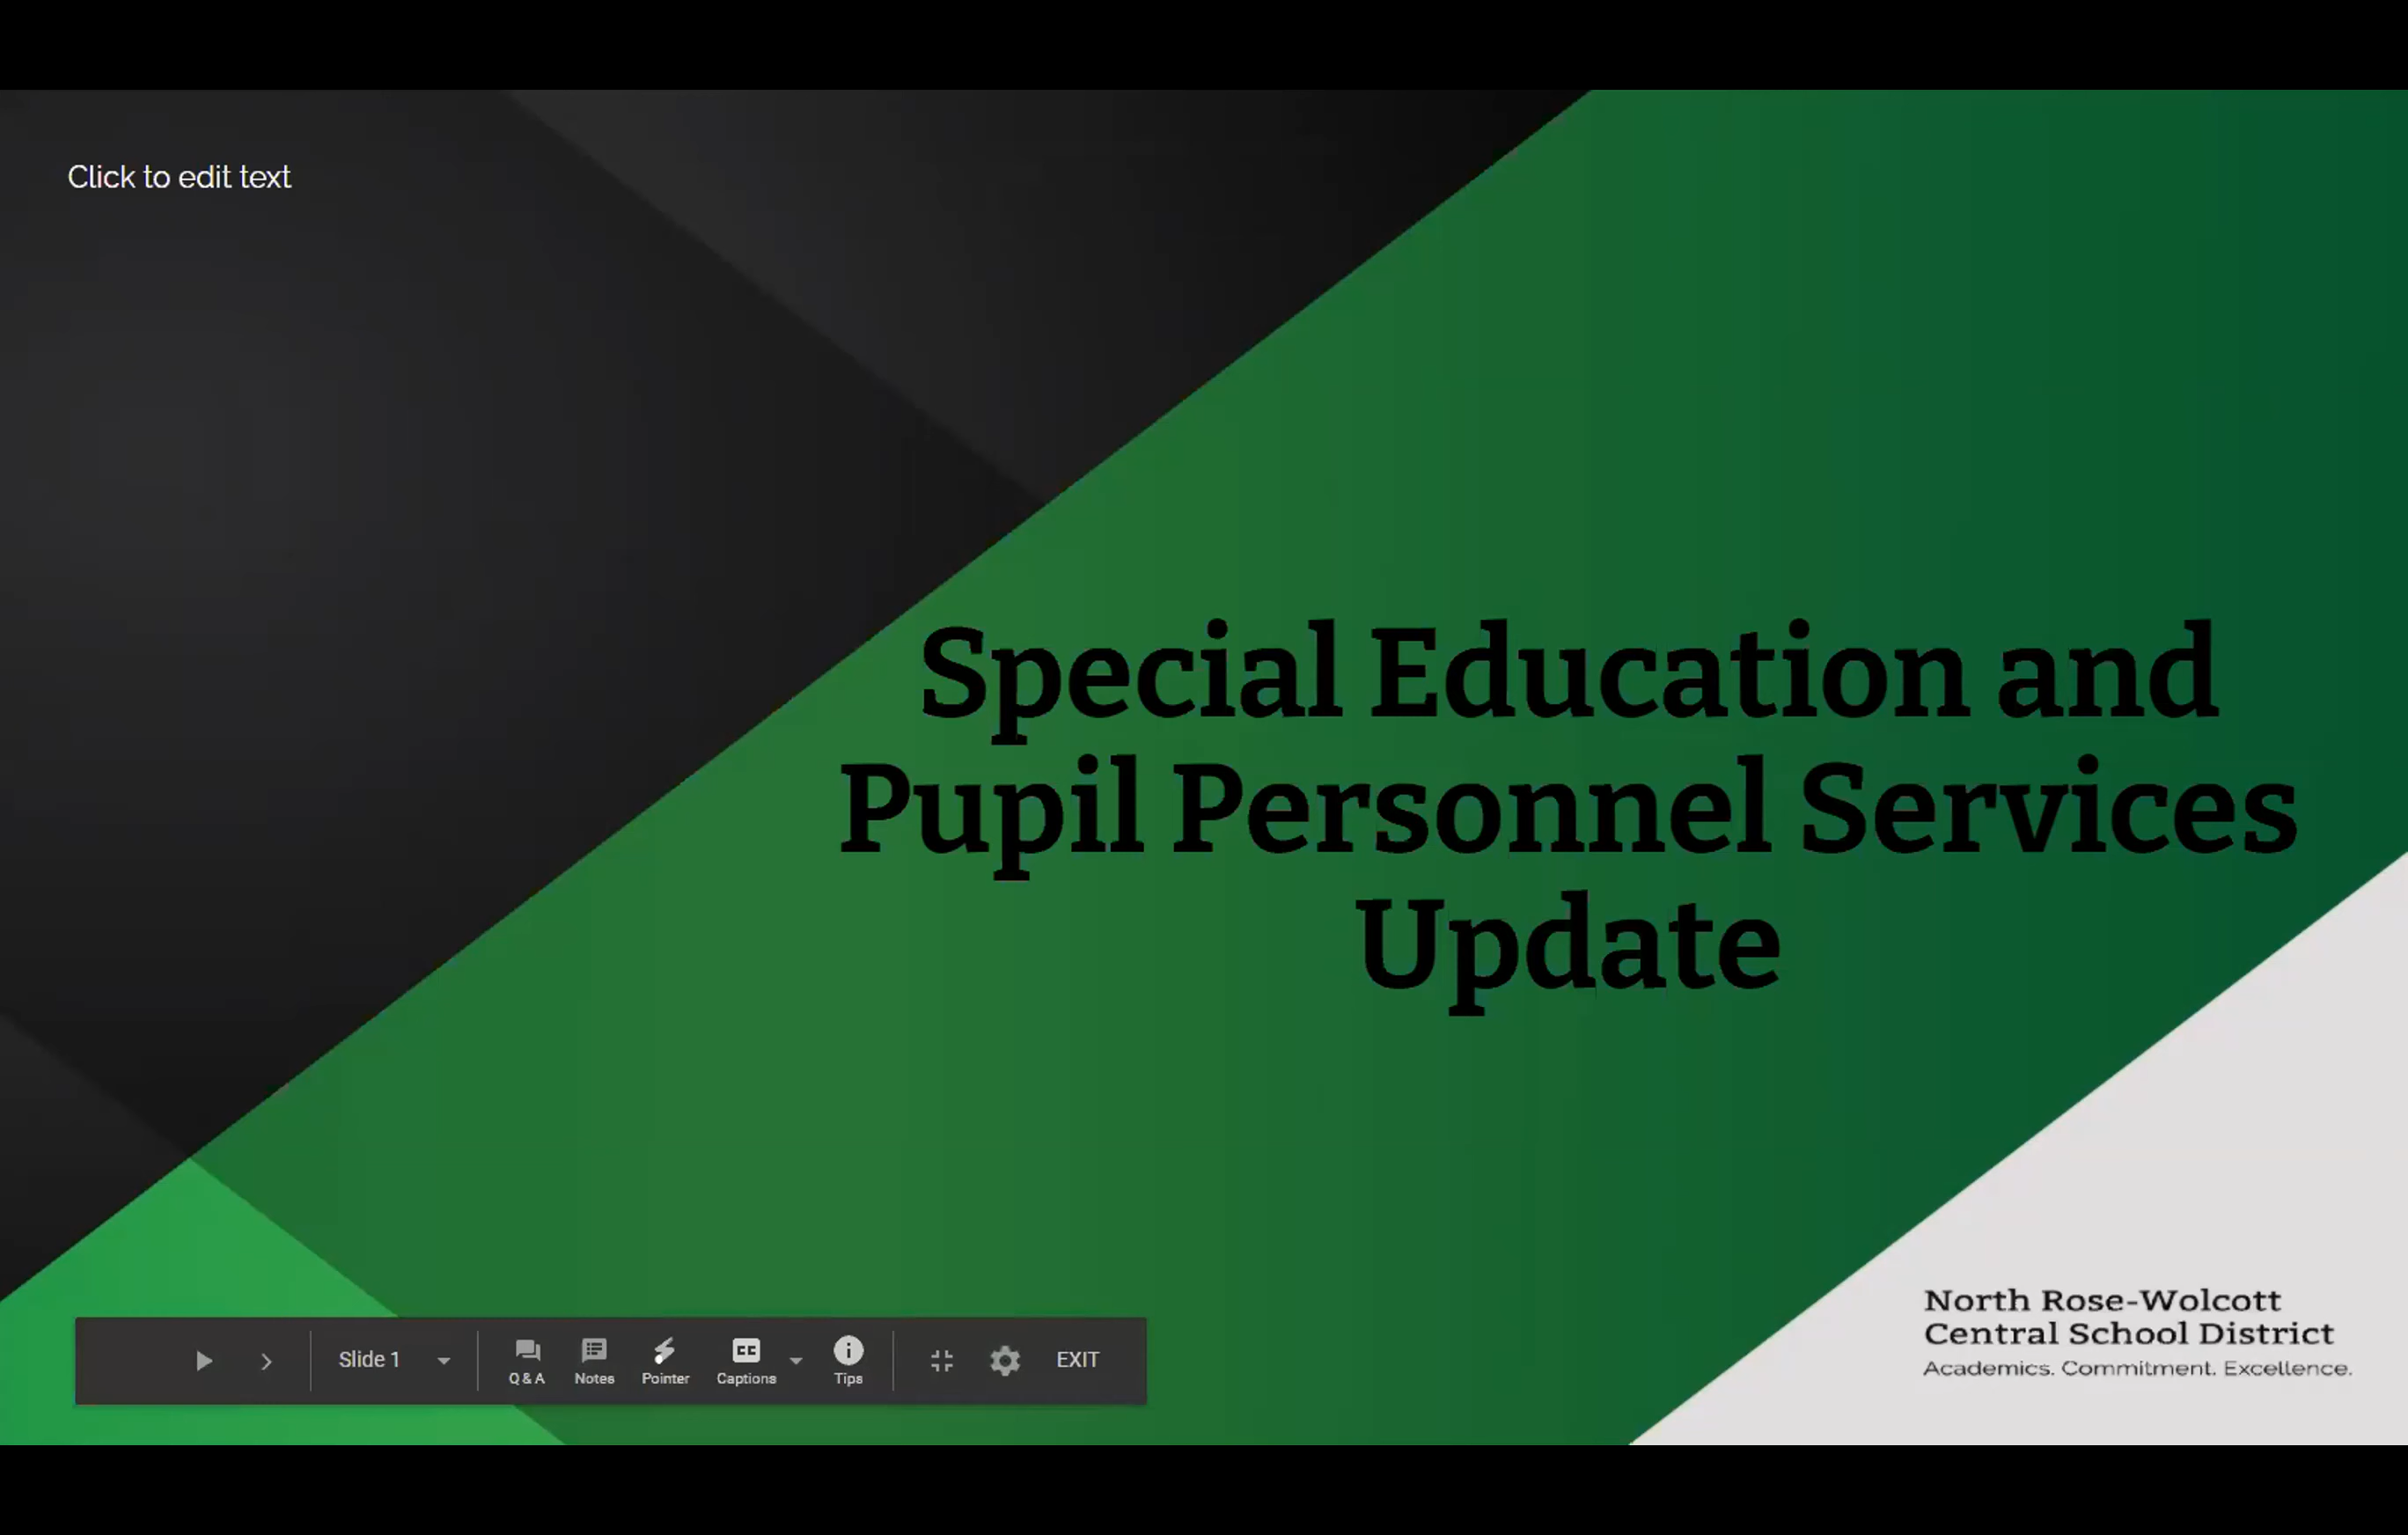 Click to edit text
Special Education and
Pupil Personnel Services
Update
North Rose-Wolcott
Central School District
Academics. Commitment. Excellence.
Slide 1
Q & A
Notes
Pointer
CC
Captions
Tips
EXIT